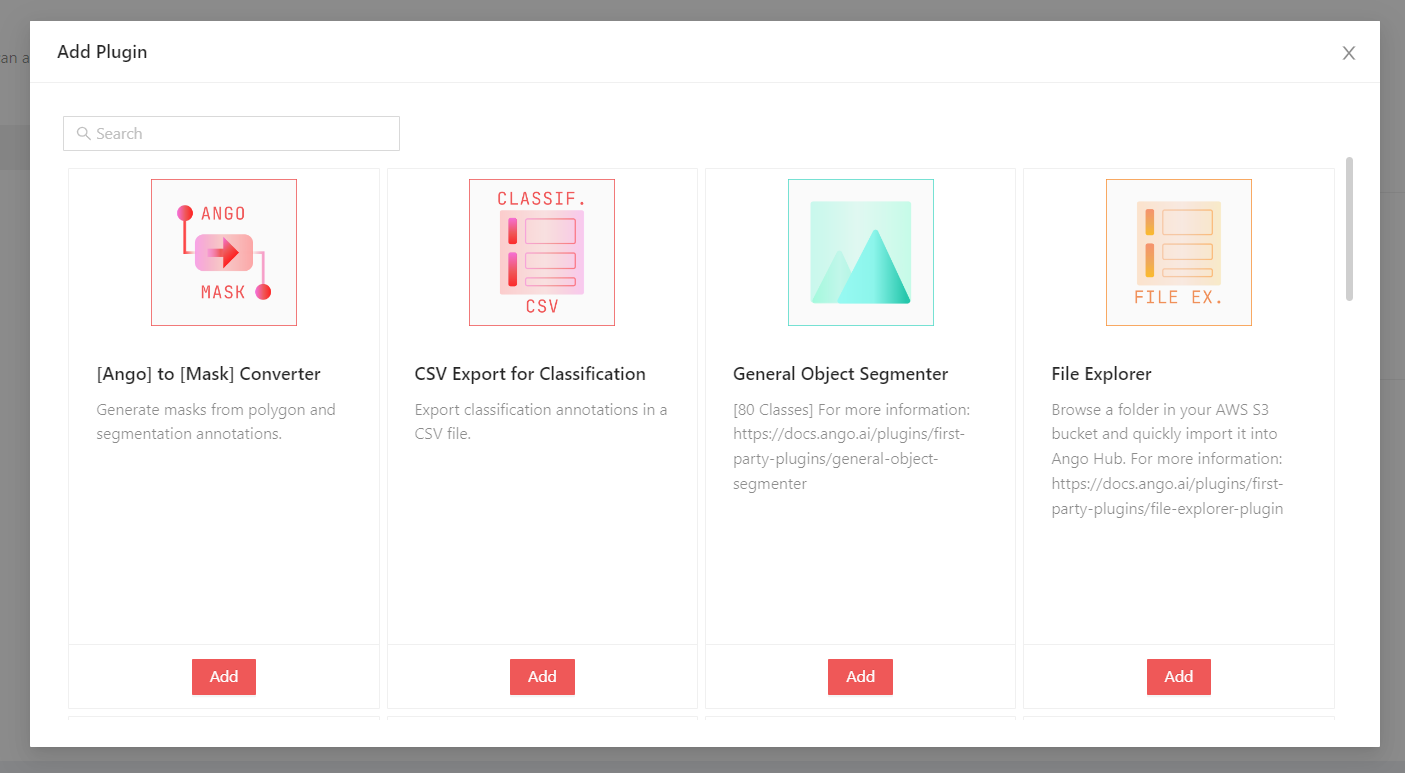 an a
Add Plugin
Search
ANGO
MASK
[Ango] to [Mask] Converter
Generate masks from polygon and
segmentation annotations.
Add
CLASSIF.
CSV
CSV Export for Classification
Export classification annotations in a
CSV file.
Add
General Object Segmenter
[80 Classes] For more information:
https://docs.ango.ai/plugins/first-
party-plugins/general-object-
segmenter
Add
FILE EX.
File Explorer
Browse a folder in your AWS S3
bucket and quickly import it into
Ango Hub. For more information:
https://docs.ango.ai/plugins/first-
party-plugins/file-explorer-plugin
Add